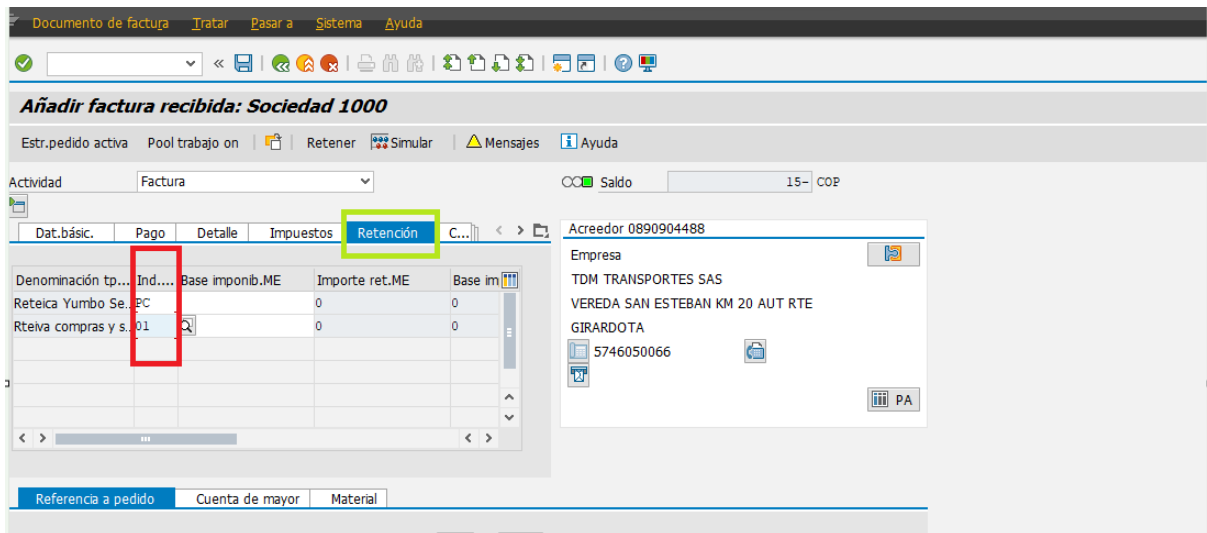 Documento de factura Tratar Pasar a Sistema Ayuda
Añadir factura recibida: Sociedad 1000
Estr.pedido activa Pool trabajo on Retener Simular Mensajes Ayuda
Actividad Factura Saldo 15- COP
Dat.básic. Pago Detalle Impuestos Retención C...
Acreedor 0890904488
Empresa
TDM TRANSPORTES SAS
VEREDA SAN ESTEBAN KM 20 AUT RTE
GIRARDOTA
5746050066
PA
Denominación tp... Ind.... Base imponib.ME Importe ret.ME Base im
Reteica Yumbo Se.. PC 0 0
Rteiva compras y s.. 01 0 0
Referencia a pedido Cuenta de mayor Material